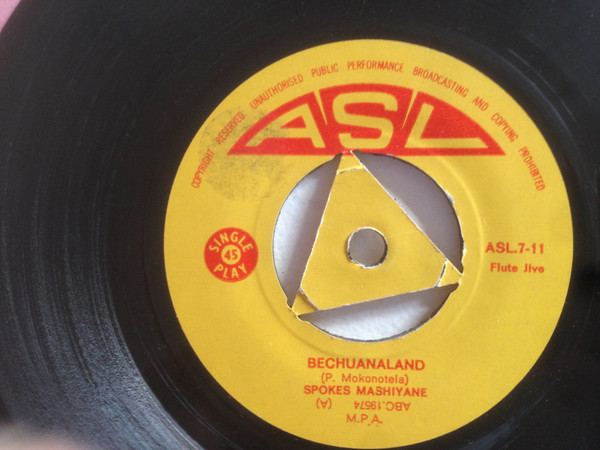 COPYRIGHT RESERVED UNAUTHORISED PUBLIC PERFORMANCE BROADCASTING AND COPYING PROHIBITED
ASL
SINGLE
45
PLAY
ASL.7-11
Flute Jive
BECHUANALAND
(P. Mokonotela)
SPOKES MASHIYANE
ABC.19574 (A)
M.P.A.